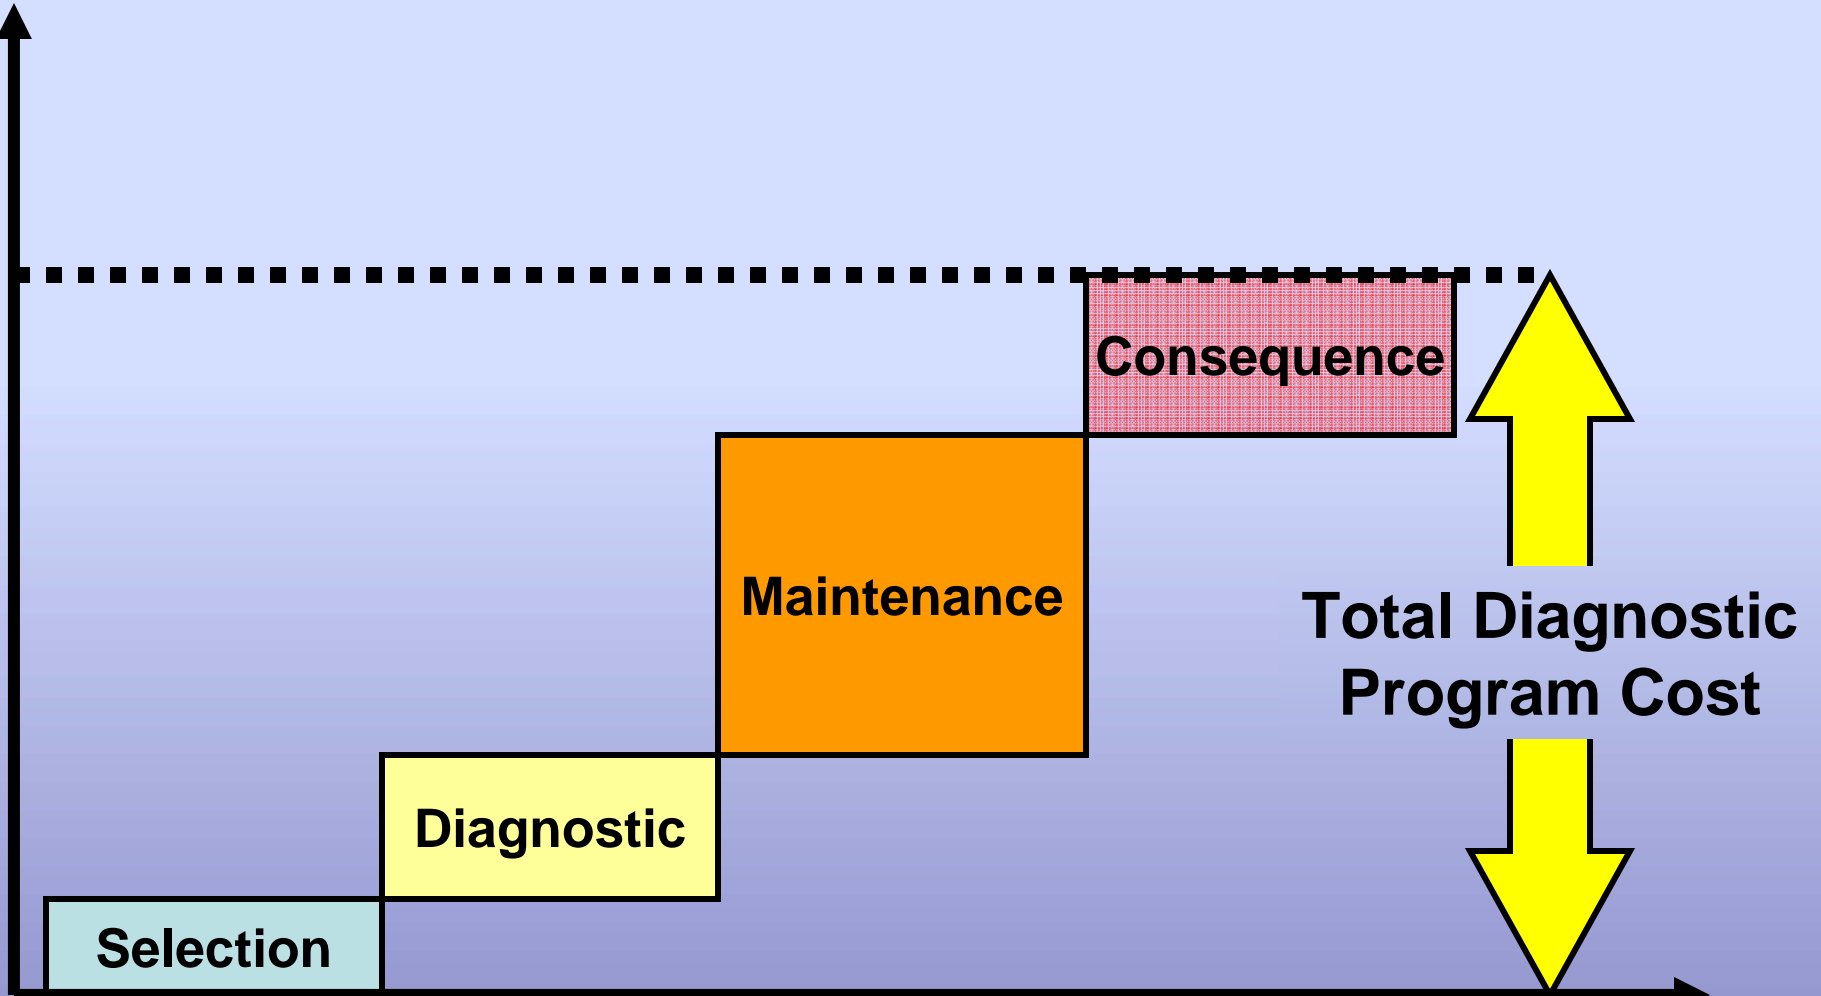 Consequence
Maintenance
Total Diagnostic
Program Cost
Diagnostic
Selection